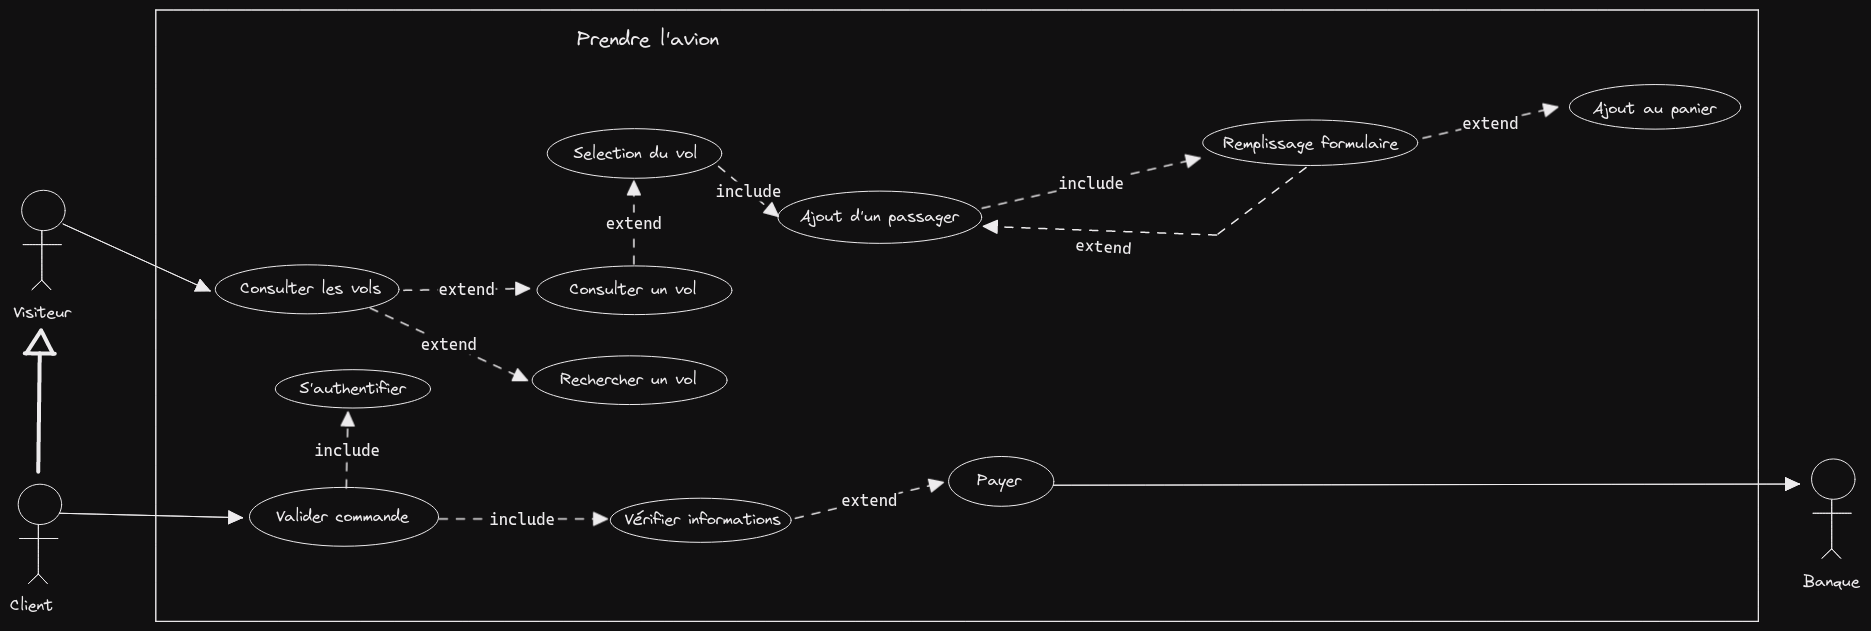 Prendre l'avion
Ajout au panier
extend
Remplissage formulaire
Selection du vol
include
include
Ajout d'un passager
extend
extend
Consulter les vols
extend
Consulter un vol
Visiteur
extend
Rechercher un vol
S'authentifier
include
Payer
extend
Valider commande
include
Vérifier informations
Banque
Client